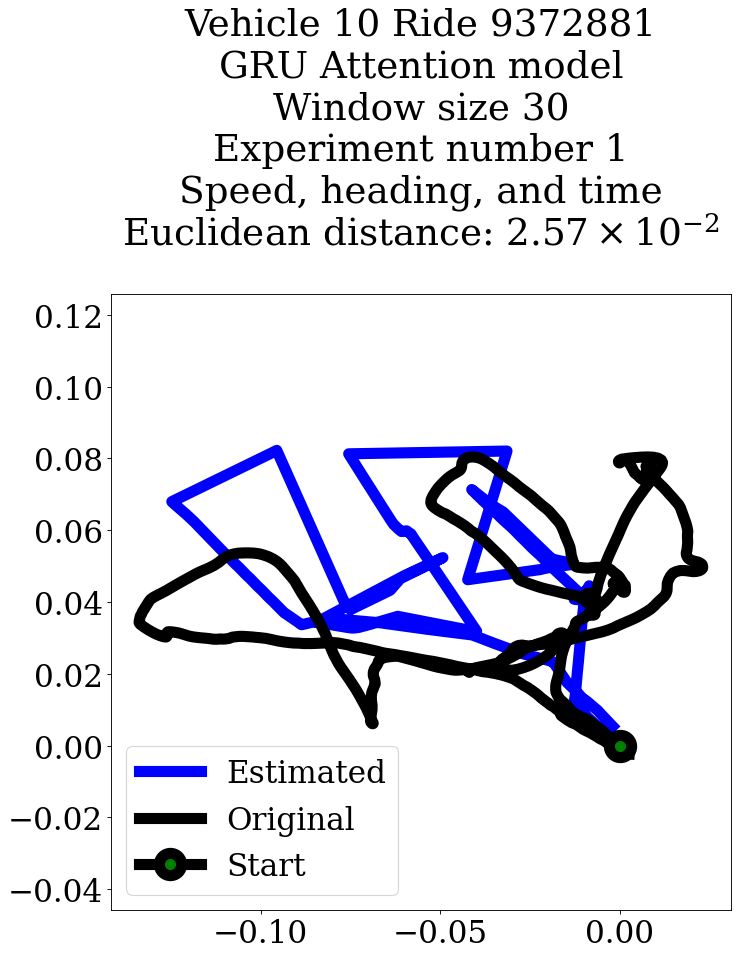 Vehicle 10 Ride 9372881
GRU Attention model
Window size 30
Experiment number 1
Speed, heading, and time
Euclidean distance: 2.57 × 10⁻²
0.12
0.10
0.08
0.06
0.04
0.02
0.00
−0.02
−0.04
Estimated
Original
Start
−0.10 −0.05 0.00